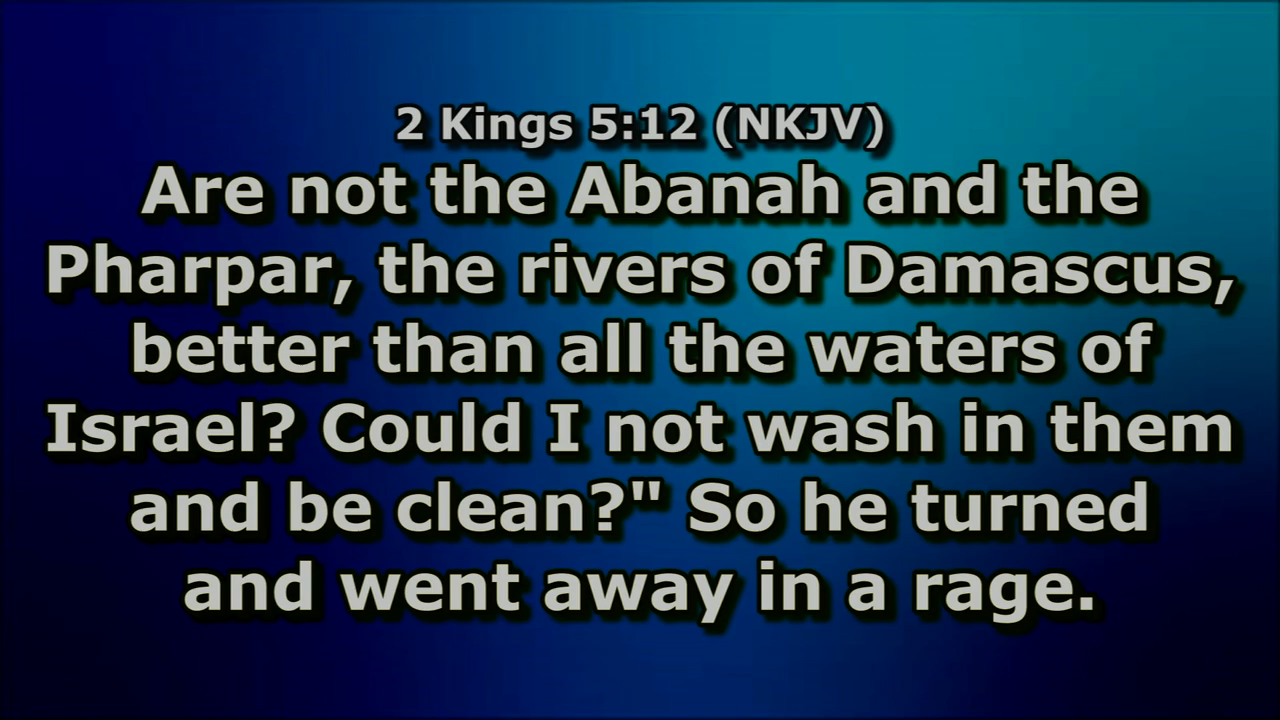 2 Kings 5:12 (NKJV)
Are not the Abanah and the
Pharpar, the rivers of Damascus,
better than all the waters of
Israel? Could I not wash in them
and be clean?" So he turned
and went away in a rage.